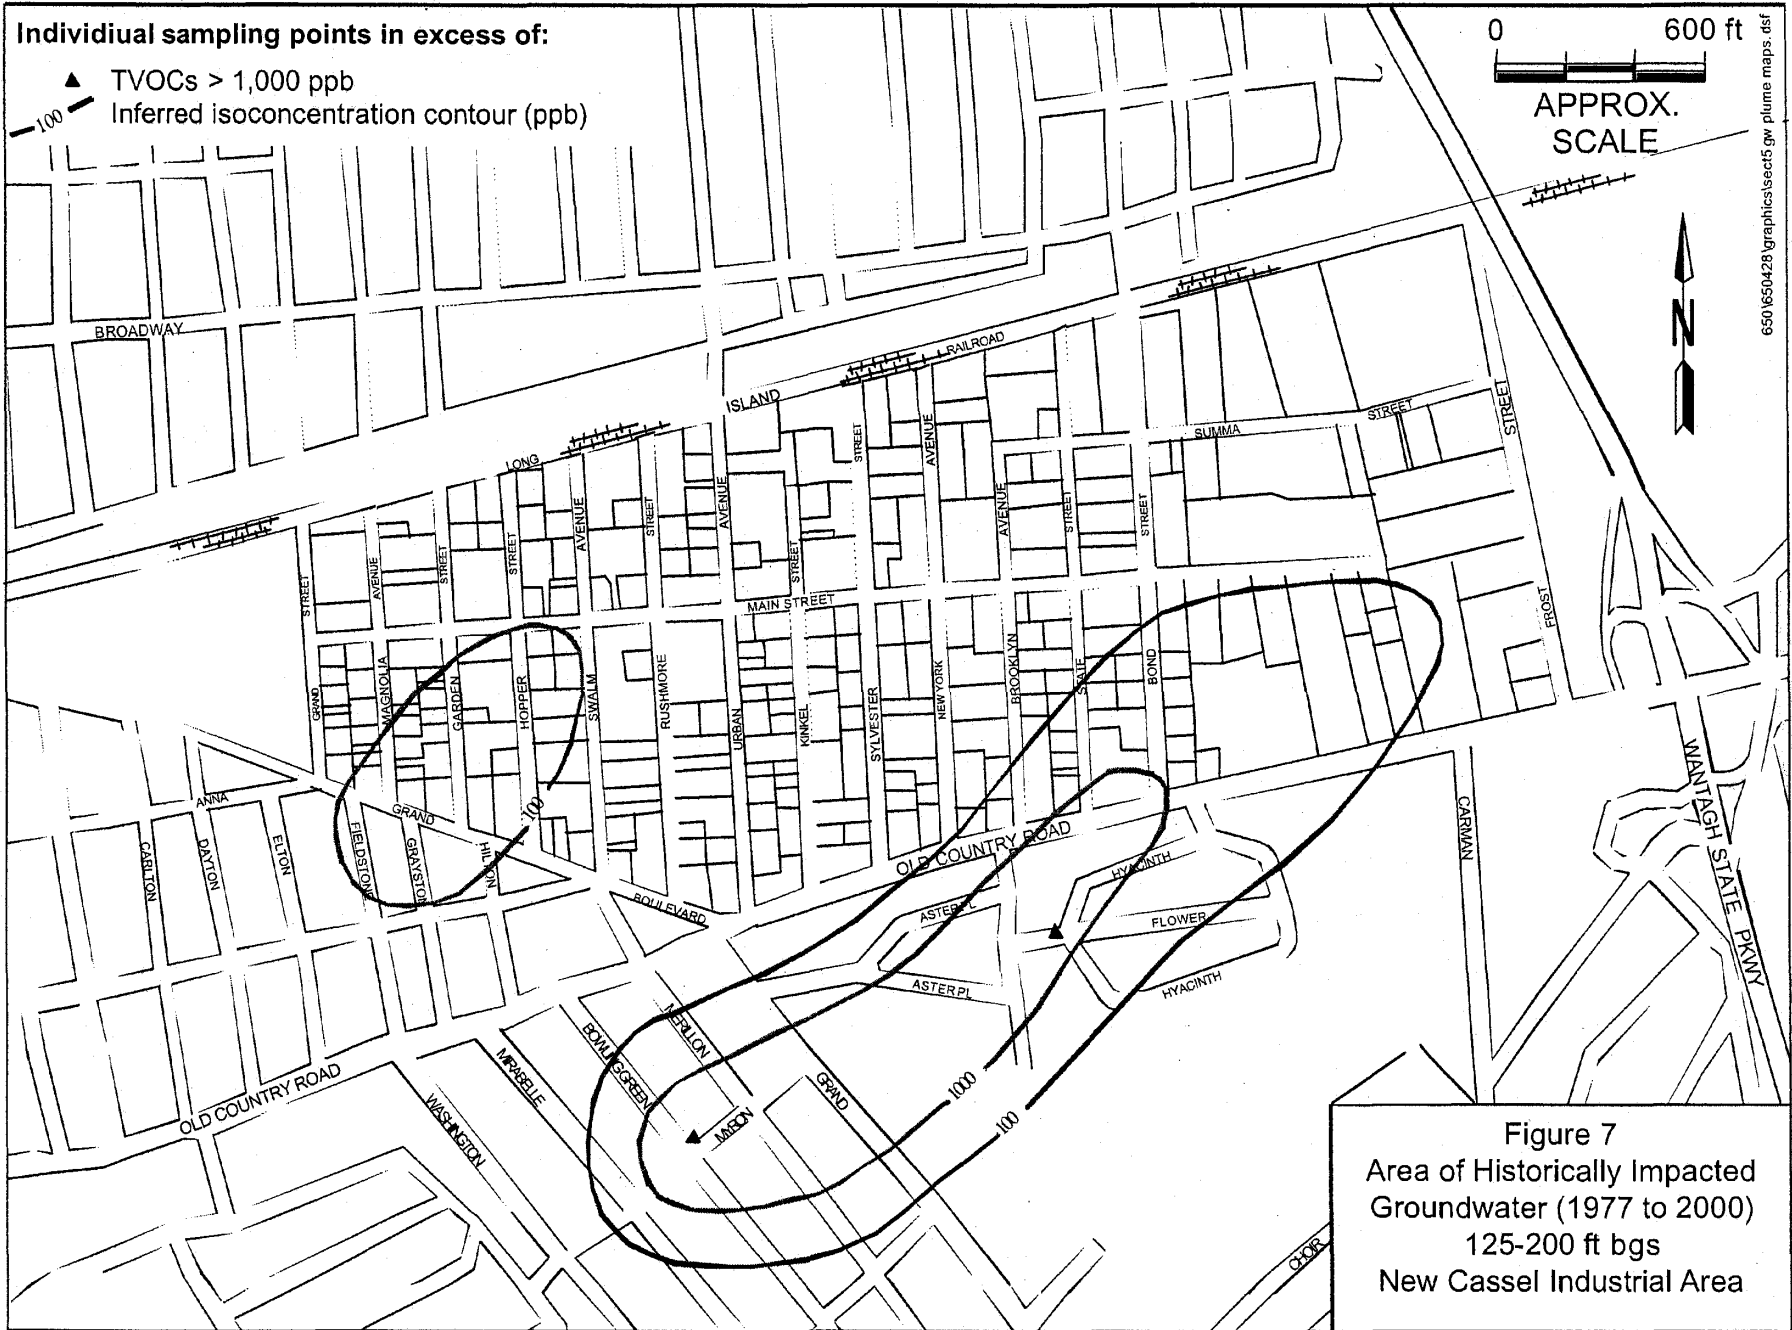 Individiual sampling points in excess of:
TVOCs > 1,000 ppb
100
Inferred isoconcentration contour (ppb)
0 600 ft
APPROX.
SCALE
650\650428\graphics\sect5 gw plume maps.dsf
N
BROADWAY
LONG
ISLAND
RAILROAD
SUMMA
STREET
STREET
FROST
STREET
AVENUE
STREET
STREET
AVENUE
STREET
AVENUE
STREET
STREET
AVENUE
AVENUE
STREET
STREET
MAIN STREET
GRAND
MAGNOLIA
GARDEN
HOPPER
SWALM
RUSHMORE
URBAN
KINKEL
SYLVESTER
NEW YORK
BROOKLYN
STATE
BOND
100
ANNA
GRAND
BOULEVARD
CARLTON
DAYTON
ELTON
FIELDSTONE
GRAYSTON
HILTON
OLD COUNTRY ROAD
HYACINTH
ASTER PL
FLOWER
ASTER PL
HYACINTH
CARMAN
WANTAGH STATE PKWY
MERILLON
BOWLING GREEN
MIRABELLE
GRAND
MYRON
WASHINGTON
OLD COUNTRY ROAD
1000
100
CHOIR
Figure 7
Area of Historically Impacted
Groundwater (1977 to 2000)
125-200 ft bgs
New Cassel Industrial Area